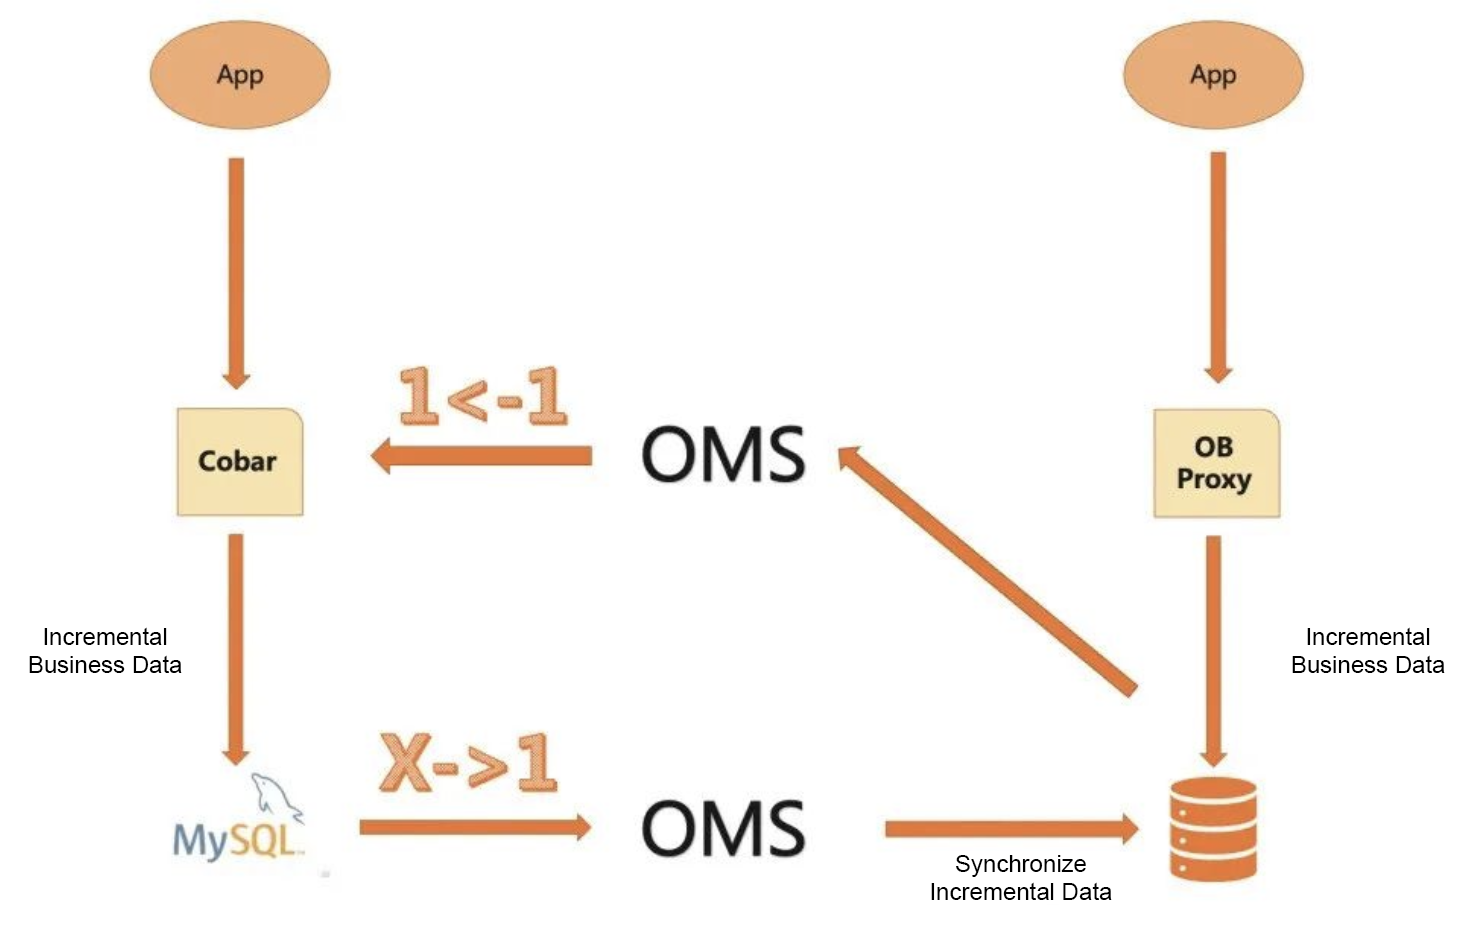 App
App
1<-1
Cobar
OMS
OB
Proxy
Incremental
Business Data
Incremental
Business Data
X->1
MySQL
OMS
Synchronize
Incremental Data